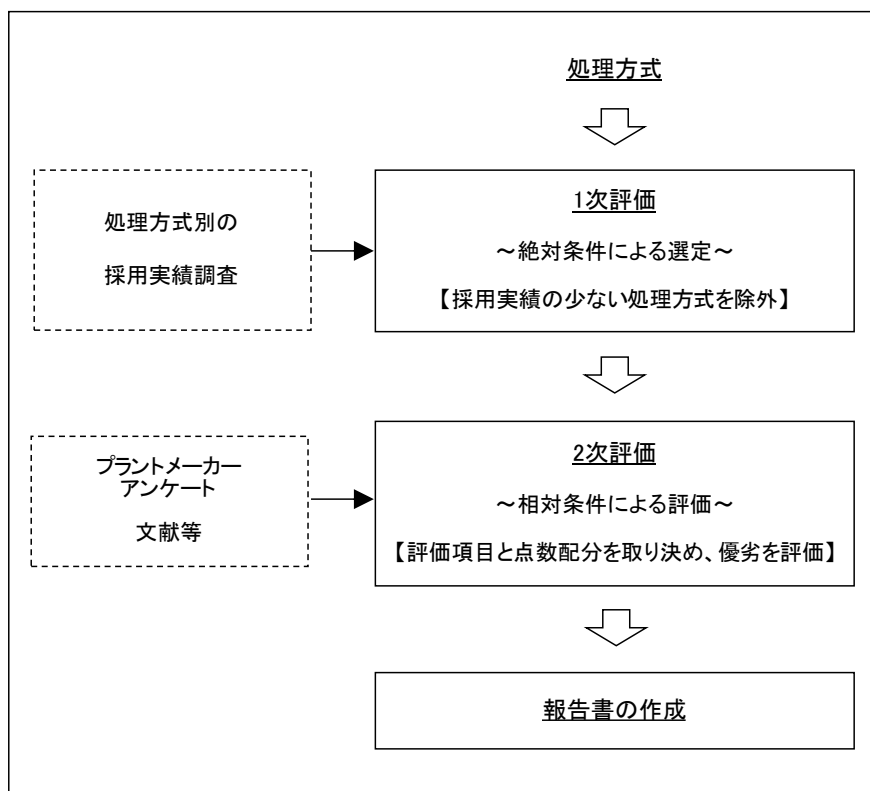 処理方式
処理方式別の
採用実績調査
1次評価
～絶対条件による選定～
【採用実績の少ない処理方式を除外】
プラントメーカー
アンケート
文献等
2次評価
～相対条件による評価～
【評価項目と点数配分を取り決め、優劣を評価】
報告書の作成